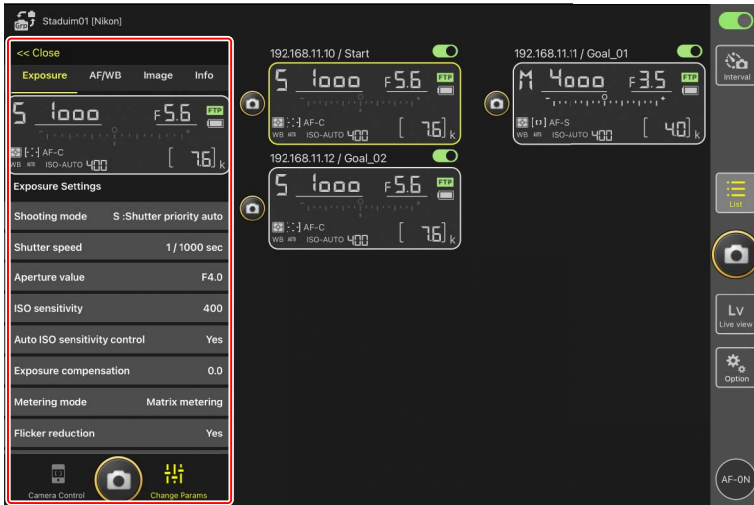 Grp
Staduim01 [Nikon]
<< Close
Exposure AF/WB Image Info
S 1000 F5.6 FTP
AF-C
WB AUTO ISO-AUTO 400 [ 7.6] k
Exposure Settings
Shooting mode S :Shutter priority auto
Shutter speed 1 / 1000 sec
Aperture value F4.0
ISO sensitivity 400
Auto ISO sensitivity control Yes
Exposure compensation 0.0
Metering mode Matrix metering
Flicker reduction Yes
Camera Control
Change Params
192.168.11.10 / Start
S 1000 F5.6 FTP
AF-C
WB AUTO ISO-AUTO 400 [ 7.6] k
192.168.11.11 / Goal_01
M 4000 F3.5 FTP
AF-S
WB AUTO ISO-AUTO 400 [ 4.0] k
192.168.11.12 / Goal_02
S 1000 F5.6 FTP
AF-C
WB AUTO ISO-AUTO 400 [ 7.6] k
Interval
List
LV
Live view
Option
AF-ON